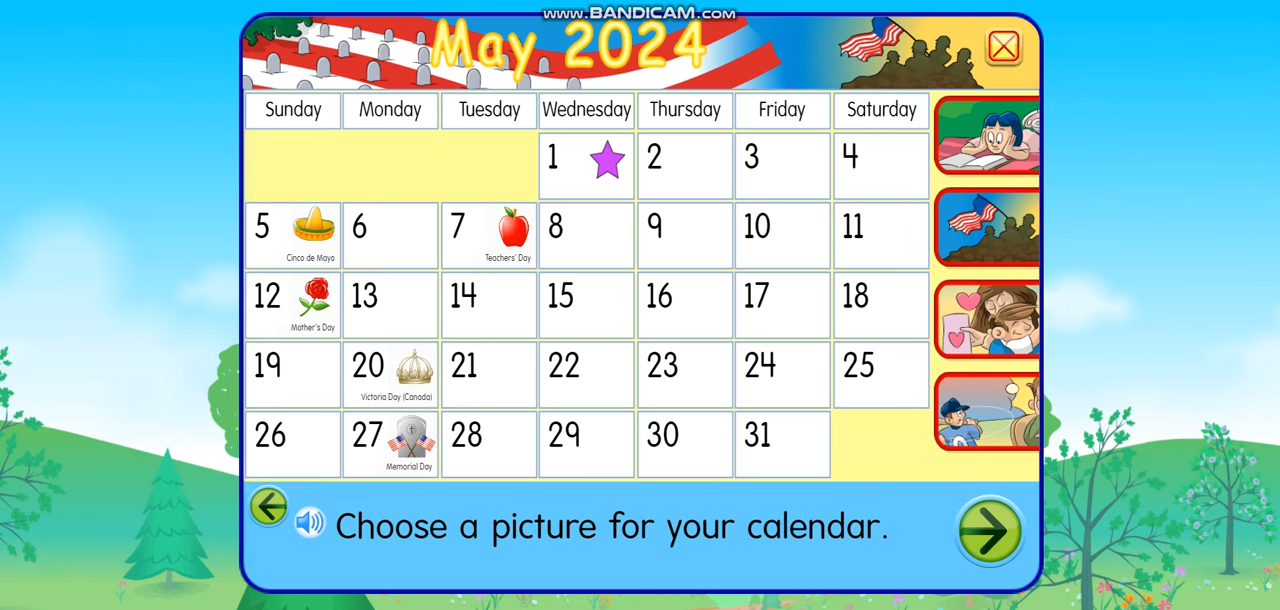 www.BANDICAM.com
May 2024
Sunday Monday Tuesday Wednesday Thursday Friday Saturday
1 2 3 4
5 6 7 8 9 10 11
Cinco de Mayo Teachers' Day
12 13 14 15 16 17 18
Mother's Day
19 20 21 22 23 24 25
Victoria Day (Canada)
26 27 28 29 30 31
Memorial Day
Choose a picture for your calendar.